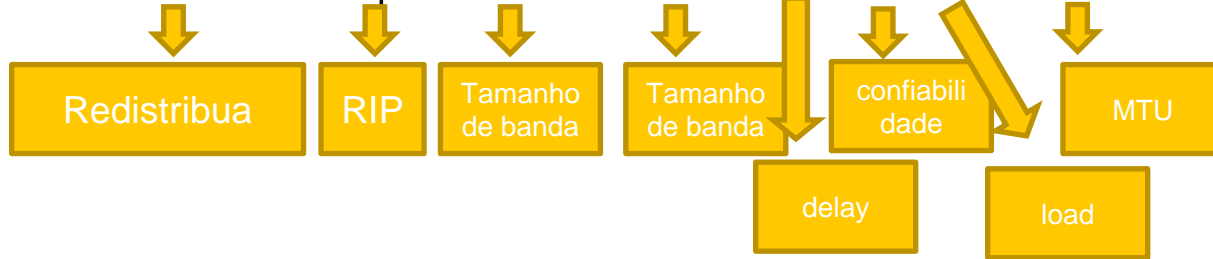 Redistribua
RIP
Tamanho
de banda
Tamanho
de banda
confiabili
dade
MTU
delay
load